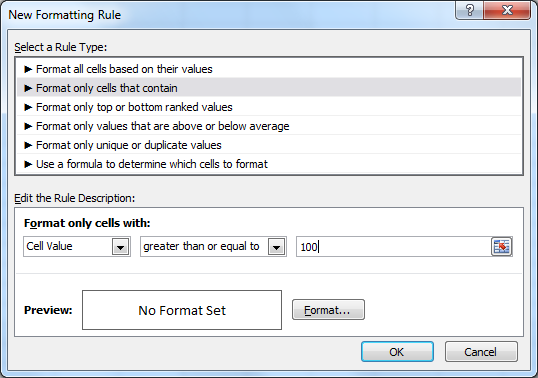 New Formatting Rule
Select a Rule Type:
► Format all cells based on their values
► Format only cells that contain
► Format only top or bottom ranked values
► Format only values that are above or below average
► Format only unique or duplicate values
► Use a formula to determine which cells to format
Edit the Rule Description:
Format only cells with:
Cell Value greater than or equal to 100
Preview: No Format Set Format...
OK Cancel